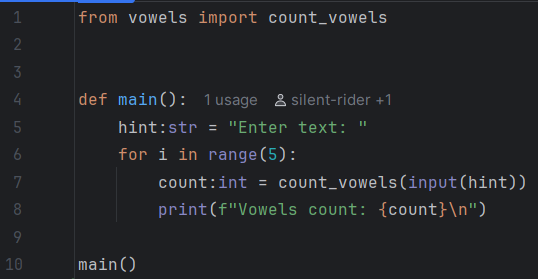 1 from vowels import count_vowels
2
3
4 def main(): 1 usage silent-rider +1
5 hint:str = "Enter text: "
6 for i in range(5):
7 count:int = count_vowels(input(hint))
8 print(f"Vowels count: {count}\n")
9
10 main()